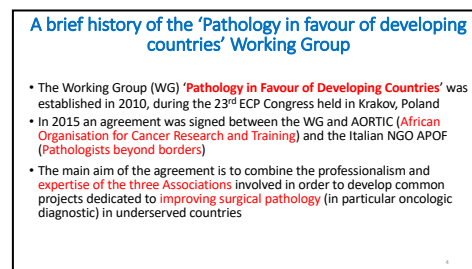 A brief history of the ‘Pathology in favour of developing
countries’ Working Group
• The Working Group (WG) ‘Pathology in Favour of Developing Countries’ was
established in 2010, during the 23rd ECP Congress held in Krakov, Poland
• In 2015 an agreement was signed between the WG and AORTIC (African
Organisation for Cancer Research and Training) and the Italian NGO APOF
(Pathologists beyond borders)
• The main aim of the agreement is to combine the professionalism and
expertise of the three Associations involved in order to develop common
projects dedicated to improving surgical pathology (in particular oncologic
diagnostic) in underserved countries